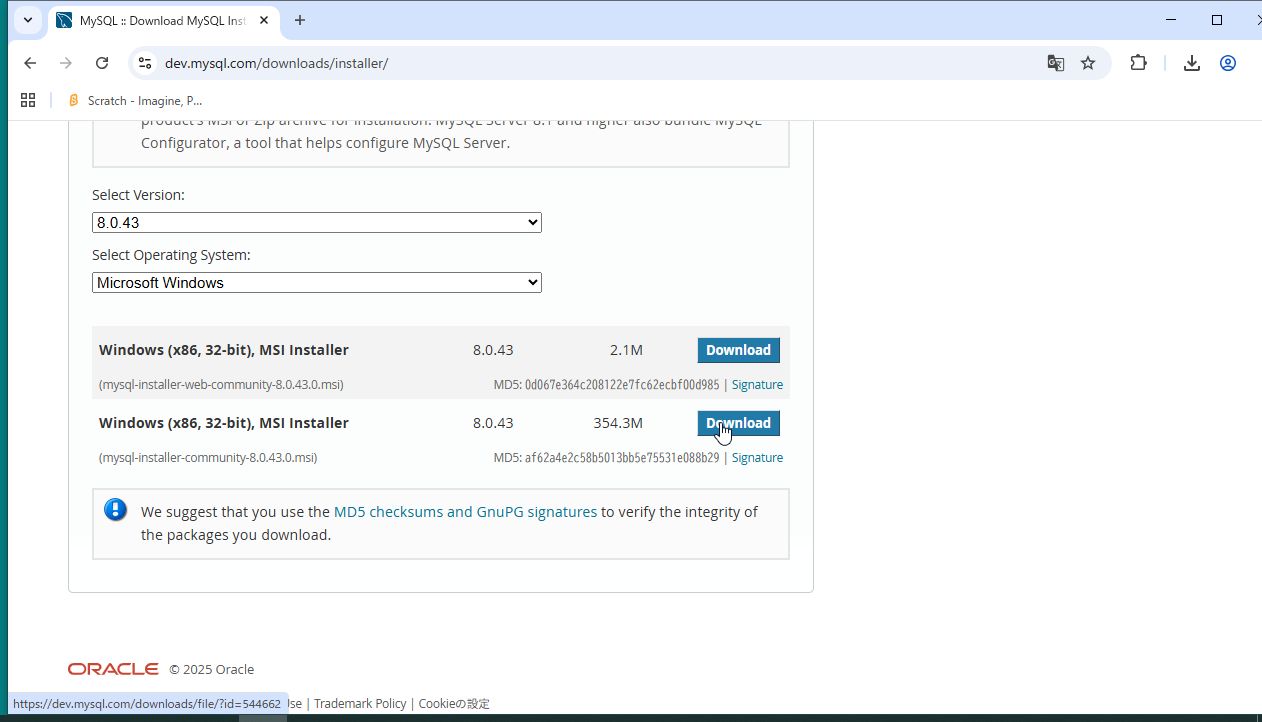 MySQL :: Download MySQL Inst
dev.mysql.com/downloads/installer/
Scratch - Imagine, P...
product's MSI or Zip archive for installation. MySQL Server 8.1 and higher also bundle MySQL
Configurator, a tool that helps configure MySQL Server.
Select Version:
8.0.43
Select Operating System:
Microsoft Windows
Windows (x86, 32-bit), MSI Installer 8.0.43 2.1M Download
(mysql-installer-web-community-8.0.43.0.msi) MD5: 0d067e364c208122e7fc62ecbf00d985 | Signature
Windows (x86, 32-bit), MSI Installer 8.0.43 354.3M Download
(mysql-installer-community-8.0.43.0.msi) MD5: af62a4e2c58b5013bb5e75531e088b29 | Signature
We suggest that you use the MD5 checksums and GnuPG signatures to verify the integrity of
the packages you download.
ORACLE © 2025 Oracle
https://dev.mysql.com/downloads/file/?id=544662 Use | Trademark Policy | Cookieの設定